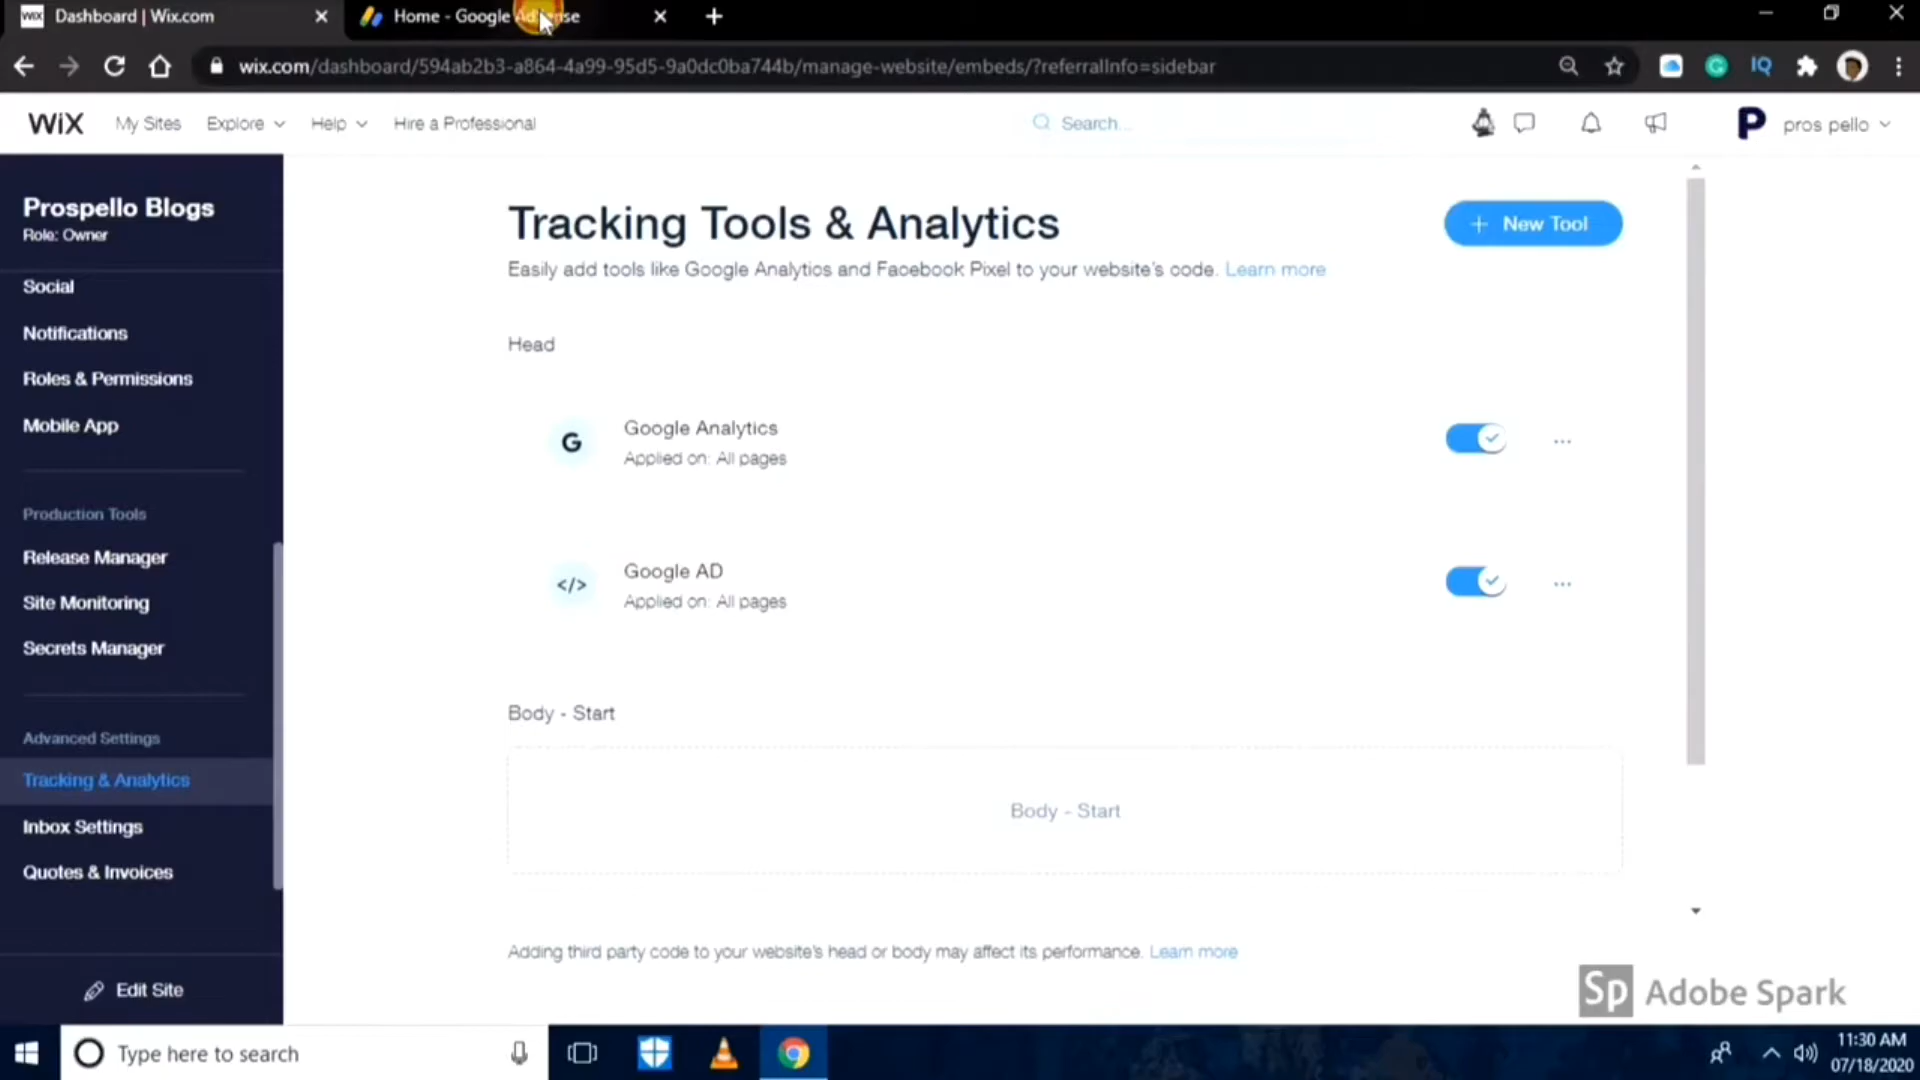 WIX Dashboard | Wix.com
Home - Google AdSense
wix.com/dashboard/594ab2b3-a864-4a99-95d5-9a0dc0ba744b/manage-website/embeds/?referralInfo=sidebar
IQ
WIX My Sites Explore Help Hire a Professional Search... P pros pello
Prospello Blogs
Role: Owner
Social
Notifications
Roles & Permissions
Mobile App
Production Tools
Release Manager
Site Monitoring
Secrets Manager
Advanced Settings
Tracking & Analytics
Inbox Settings
Quotes & Invoices
Edit Site
Tracking Tools & Analytics
+ New Tool
Easily add tools like Google Analytics and Facebook Pixel to your website's code. Learn more
Head
G Google Analytics
Applied on: All pages
</> Google AD
Applied on: All pages
Body - Start
Body - Start
Adding third party code to your website's head or body may affect its performance. Learn more
Sp Adobe Spark
Type here to search
11:30 AM
07/18/2020